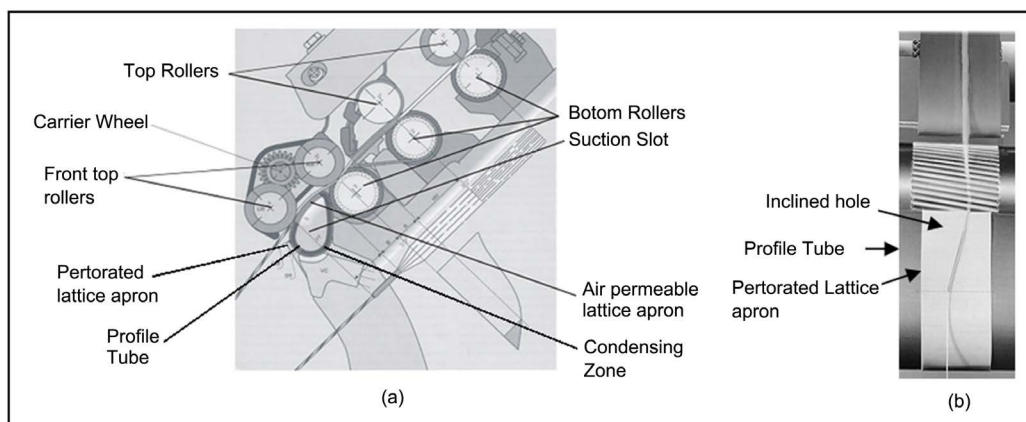 Top Rollers
Carrier Wheel
Front top
rollers
Pertorated
lattice apron
Profile
Tube
Botom Rollers
Suction Slot
Air permeable
lattice apron
Condensing
Zone
(a)
Inclined hole
Profile Tube
Pertorated Lattice
apron
(b)